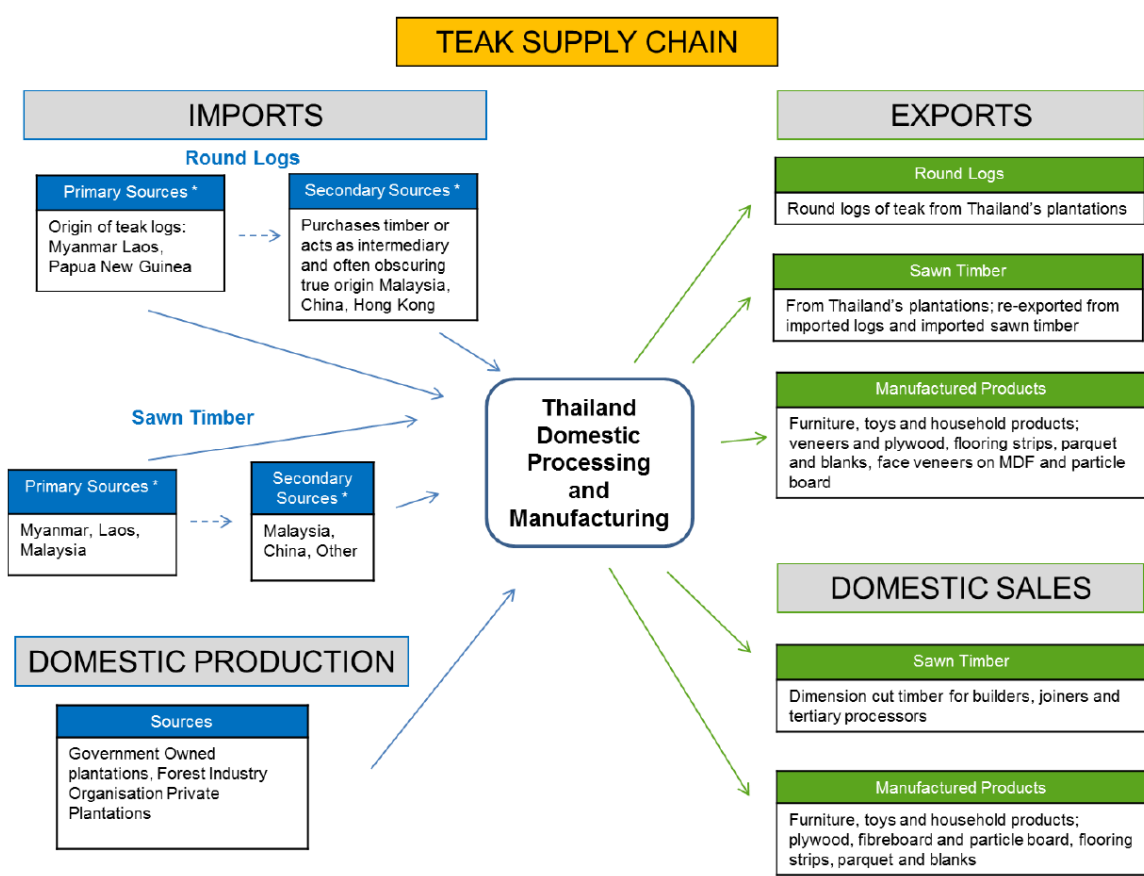 TEAK SUPPLY CHAIN
IMPORTS
Round Logs
Primary Sources *
Origin of teak logs:
Myanmar Laos,
Papua New Guinea
Secondary Sources *
Purchases timber or
acts as intermediary
and often obscuring
true origin Malaysia,
China, Hong Kong
Sawn Timber
Primary Sources *
Myanmar, Laos,
Malaysia
Secondary
Sources *
Malaysia,
China, Other
DOMESTIC PRODUCTION
Sources
Government Owned
plantations, Forest Industry
Organisation Private
Plantations
Thailand
Domestic
Processing
and
Manufacturing
EXPORTS
Round Logs
Round logs of teak from Thailand’s plantations
Sawn Timber
From Thailand’s plantations; re-exported from
imported logs and imported sawn timber
Manufactured Products
Furniture, toys and household products;
veneers and plywood, flooring strips, parquet
and blanks, face veneers on MDF and particle
board
DOMESTIC SALES
Sawn Timber
Dimension cut timber for builders, joiners and
tertiary processors
Manufactured Products
Furniture, toys and household products;
plywood, fibreboard and particle board, flooring
strips, parquet and blanks